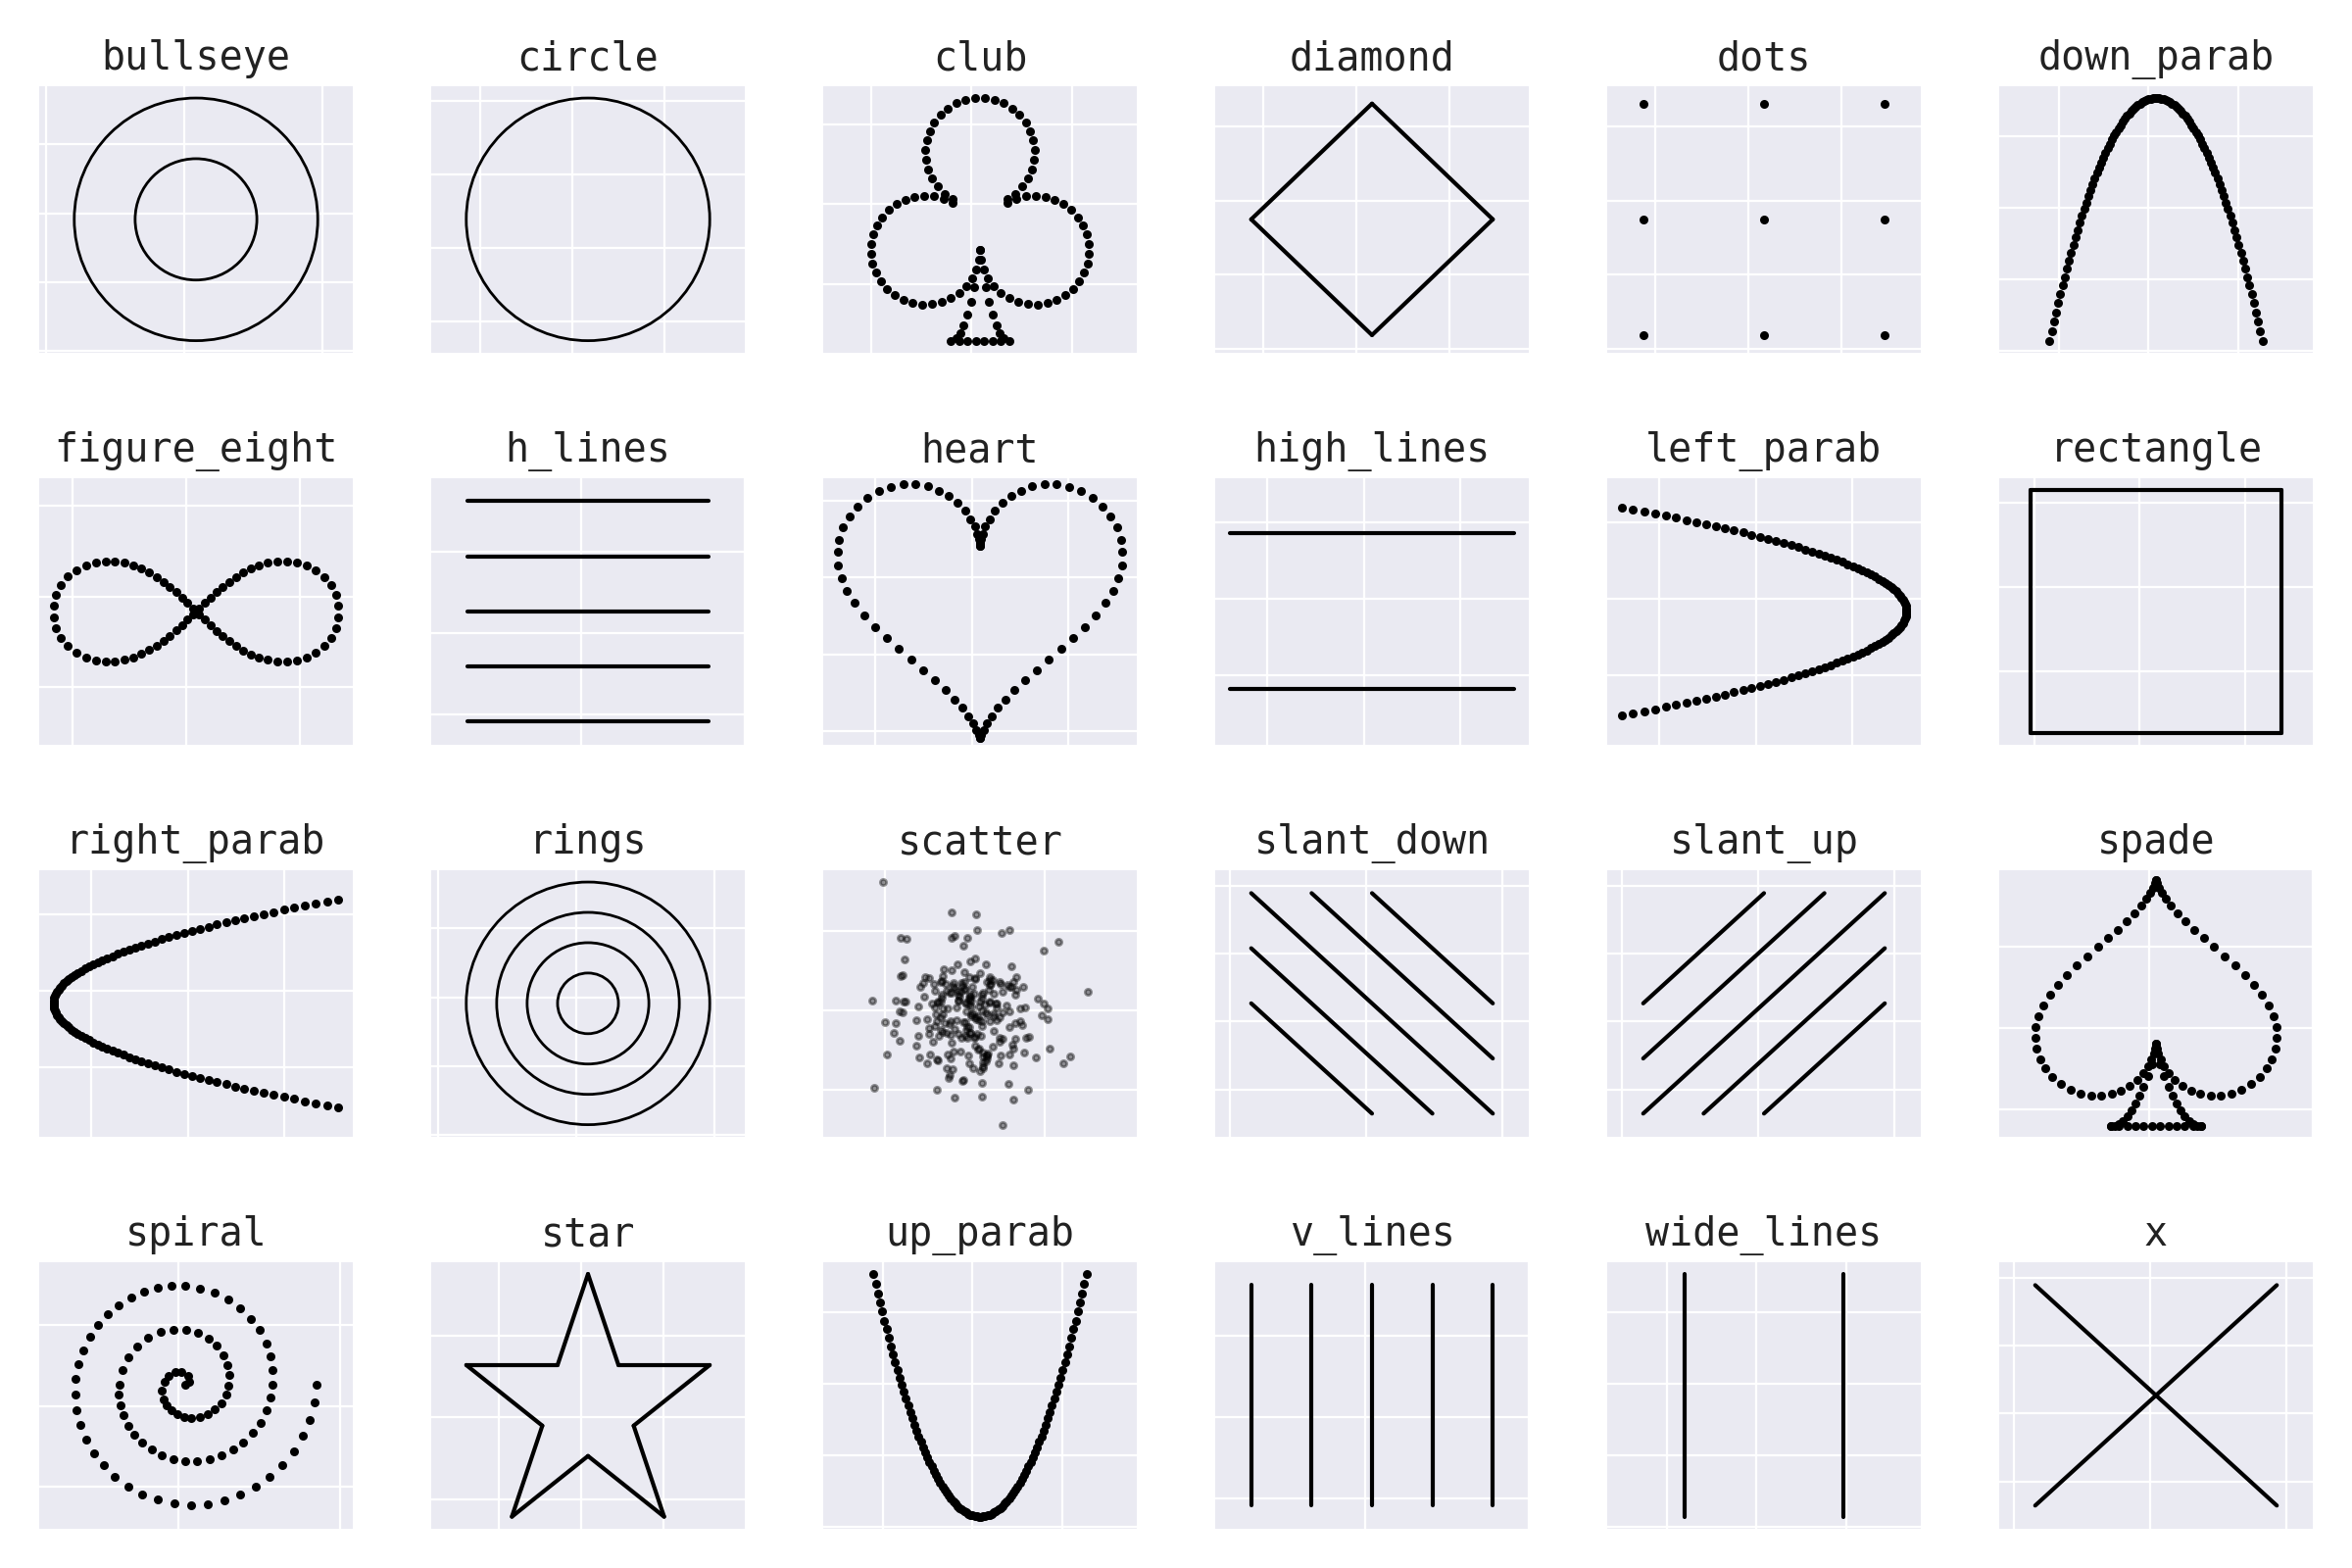 bullseye
circle
club
diamond
dots
down_parab
figure_eight
h_lines
heart
high_lines
left_parab
rectangle
right_parab
rings
scatter
slant_down
slant_up
spade
spiral
star
up_parab
v_lines
wide_lines
x